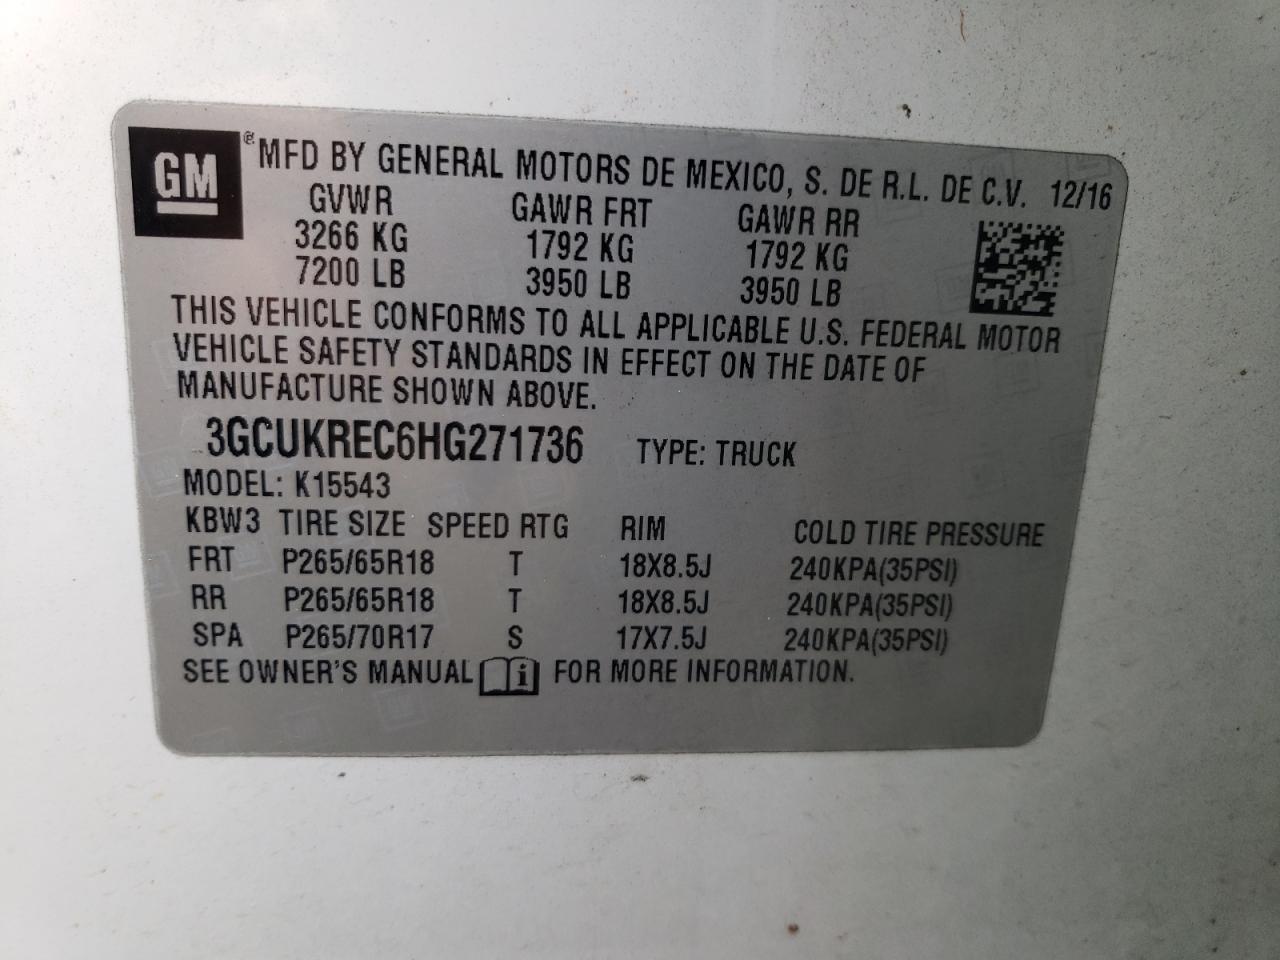 GM ® MFD BY GENERAL MOTORS DE MEXICO, S. DE R.L. DE C.V. 12/16
GVWR GAWR FRT GAWR RR
3266 KG 1792 KG 1792 KG
7200 LB 3950 LB 3950 LB
THIS VEHICLE CONFORMS TO ALL APPLICABLE U.S. FEDERAL MOTOR
VEHICLE SAFETY STANDARDS IN EFFECT ON THE DATE OF
MANUFACTURE SHOWN ABOVE.
3GCUKREC6HG271736 TYPE: TRUCK
MODEL: K15543
KBW3 TIRE SIZE SPEED RTG RIM COLD TIRE PRESSURE
FRT P265/65R18 T 18X8.5J 240KPA(35PSI)
RR P265/65R18 T 18X8.5J 240KPA(35PSI)
SPA P265/70R17 S 17X7.5J 240KPA(35PSI)
SEE OWNER'S MANUAL i FOR MORE INFORMATION.